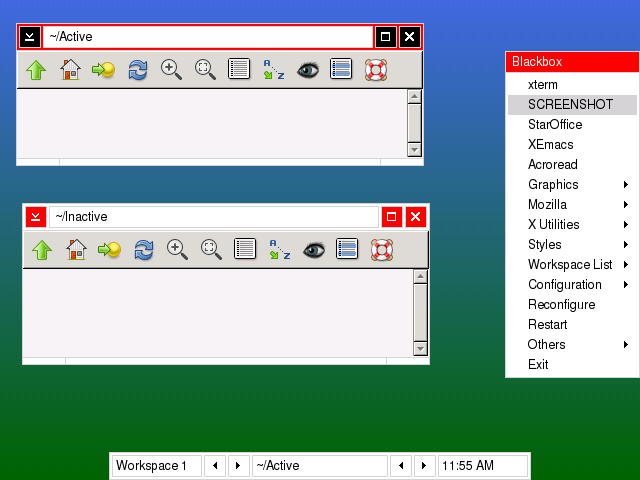 ~/Active
A
Z
~/Inactive
A
Z
Blackbox
xterm
SCREENSHOT
StarOffice
XEmacs
Acroread
Graphics
Mozilla
X Utilities
Styles
Workspace List
Configuration
Reconfigure
Restart
Others
Exit
Workspace 1
~/Active
11:55 AM